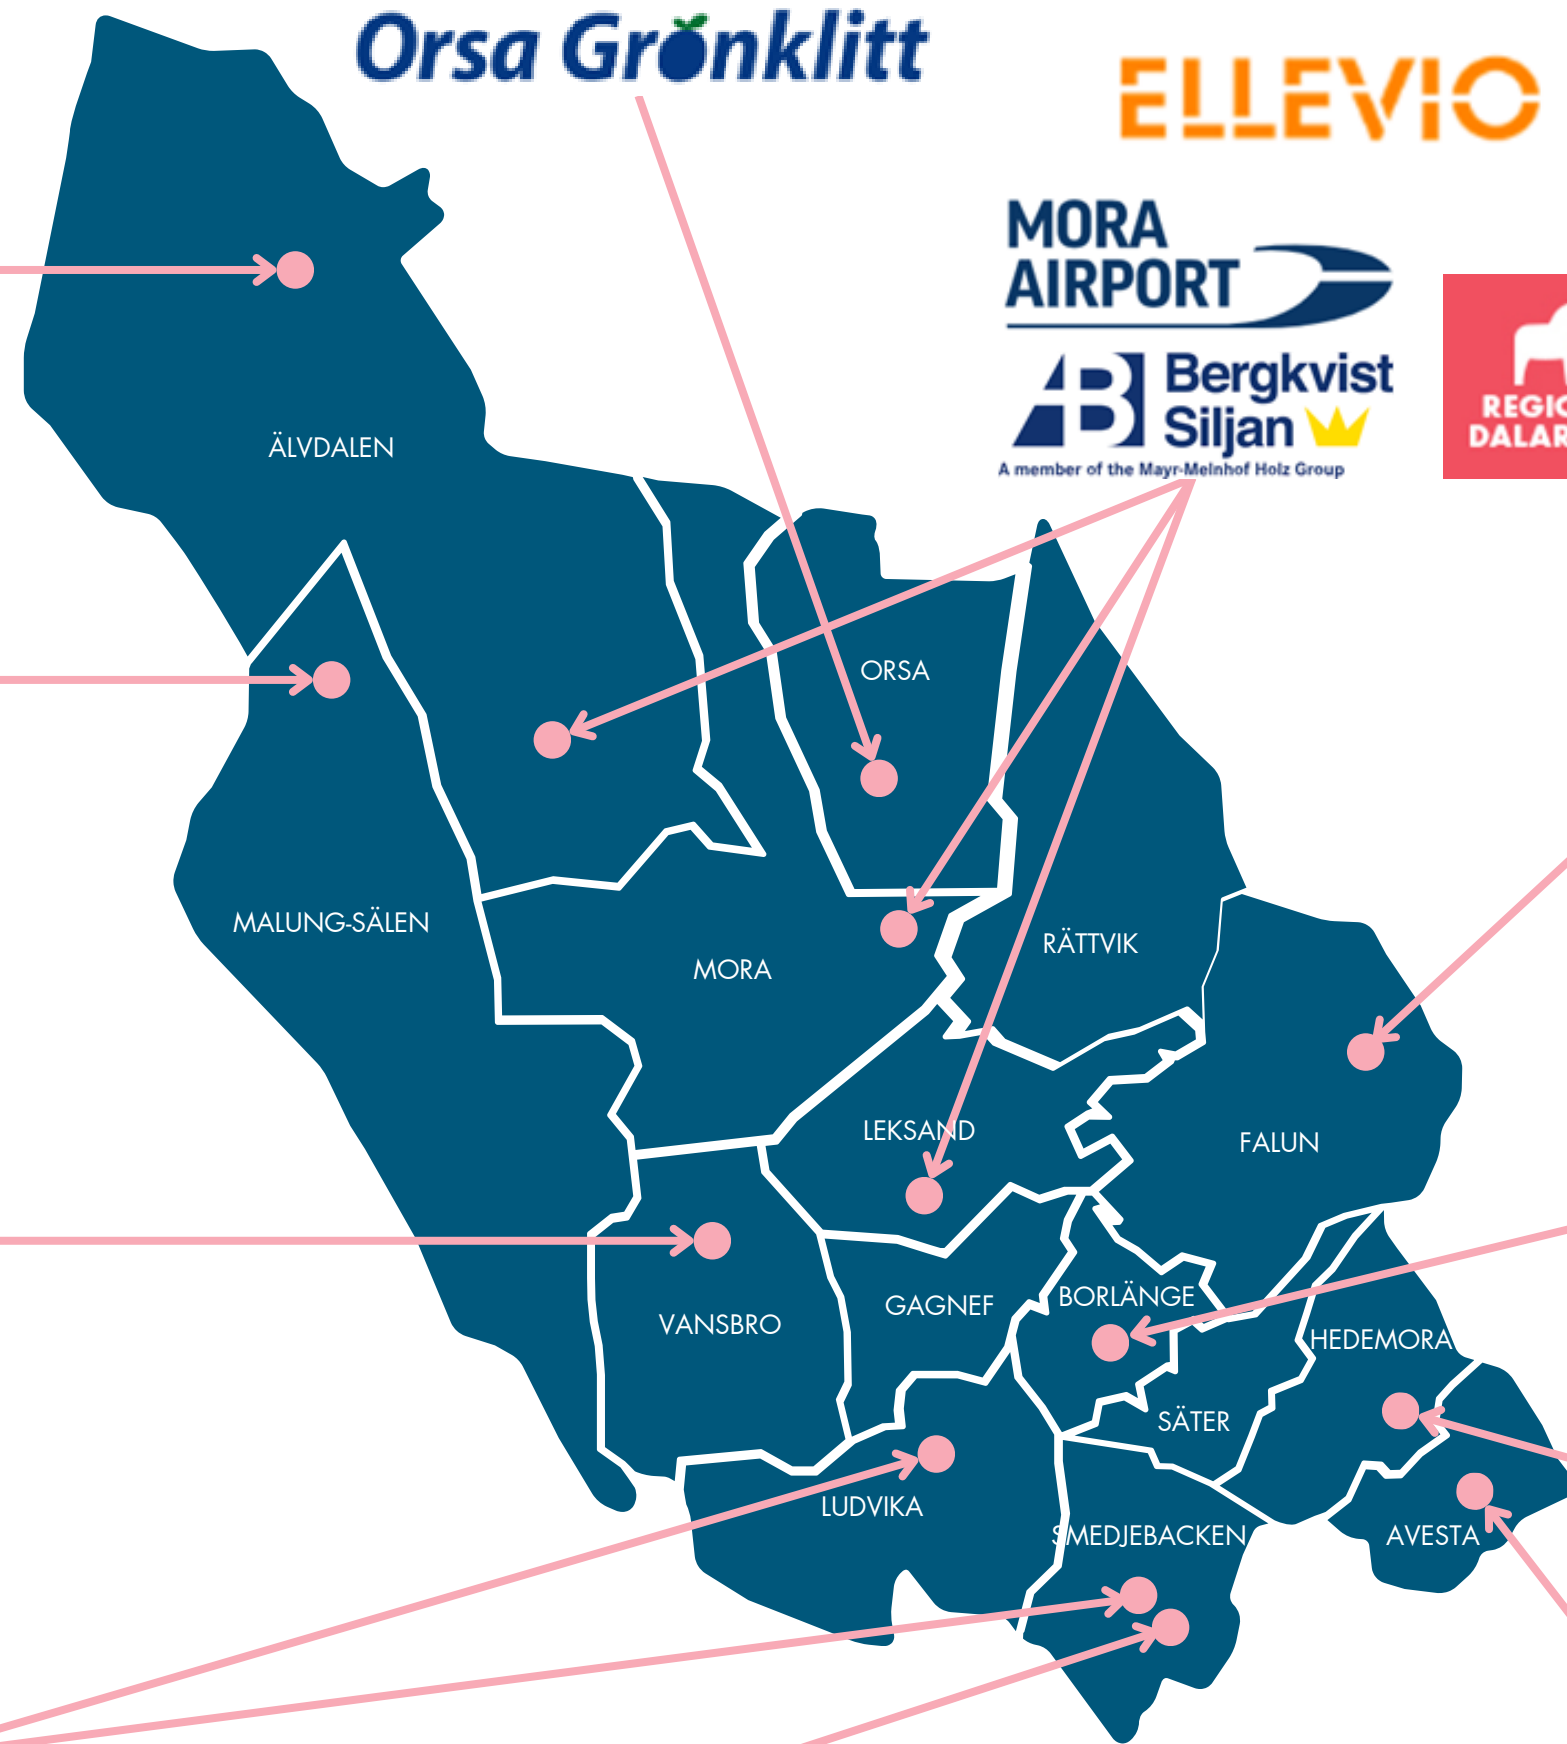 Orsa Grönklitt
ELLEVIO
MORA
AIRPORT
AB Bergkvist
Siljan
A member of the Mayr-Melnhof Holz Group
ÄLVDALEN
ORSA
MALUNG-SÄLEN
MORA
RÄTTVIK
LEKSAND
FALUN
VANSBRO
GAGNEF
BORLÄNGE
HEDEMORA
SÄTER
LUDVIKA
SMEDJEBACKEN
AVESTA